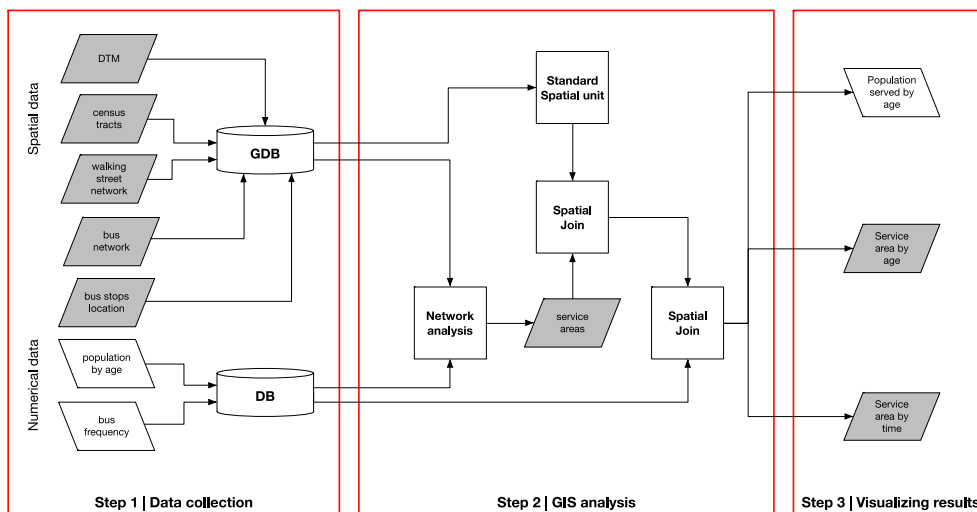 Spatial data
DTM
census
tracts
walking
street
network
bus
network
bus stops
location
GDB
Numerical data
population
by age
bus
frequency
DB
Step 1 | Data collection
Standard
Spatial unit
Spatial
Join
Network
analysis
service
areas
Spatial
Join
Step 2 | GIS analysis
Population
served by
age
Service
area by
age
Service
area by
time
Step 3 | Visualizing results